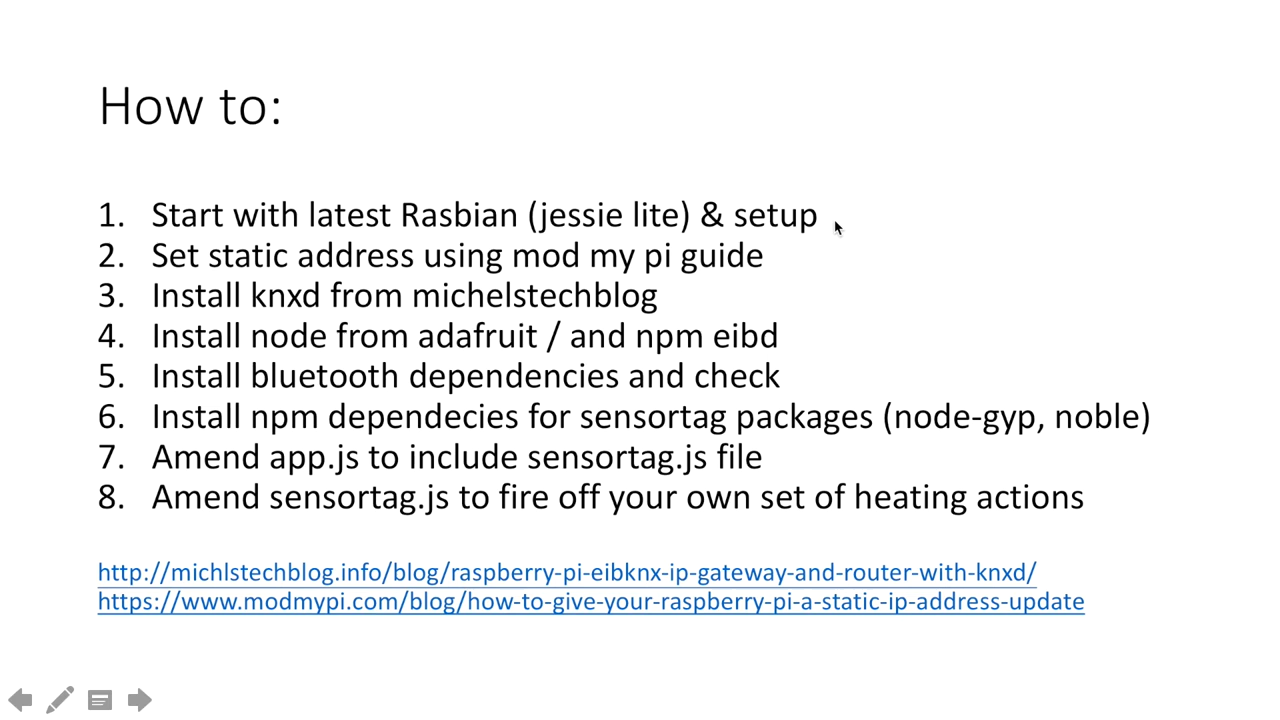 How to:
1. Start with latest Rasbian (jessie lite) & setup
2. Set static address using mod my pi guide
3. Install knxd from michelstechblog
4. Install node from adafruit / and npm eibd
5. Install bluetooth dependencies and check
6. Install npm dependecies for sensortag packages (node-gyp, noble)
7. Amend app.js to include sensortag.js file
8. Amend sensortag.js to fire off your own set of heating actions
http://michlstechblog.info/blog/raspberry-pi-eibknx-ip-gateway-and-router-with-knxd/
https://www.modmypi.com/blog/how-to-give-your-raspberry-pi-a-static-ip-address-update